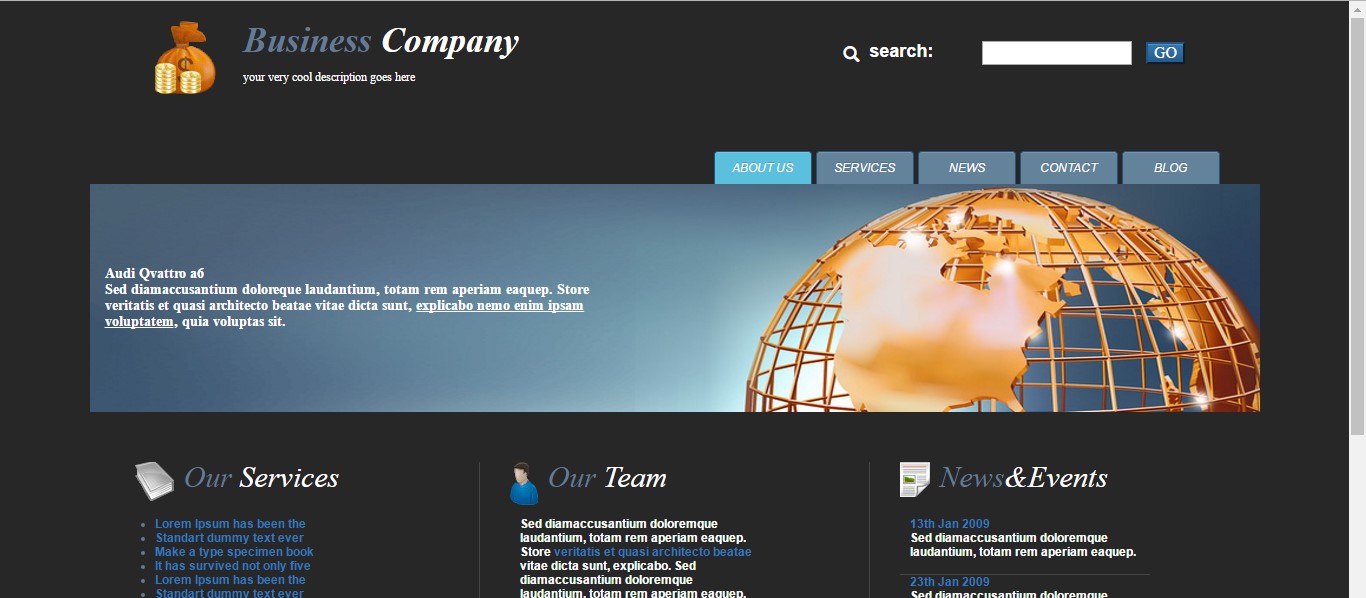 Business Company
your very cool description goes here
search:
GO
ABOUT US
SERVICES
NEWS
CONTACT
BLOG
Audi Qvattro a6
Sed diamaccusantium doloreque laudantium, totam rem aperiam eaquep. Store
veritatis et quasi architecto beatae vitae dicta sunt, explicabo nemo enim ipsam
voluptatem, quia voluptas sit.
Our Services
Lorem Ipsum has been the
Standart dummy text ever
Make a type specimen book
It has survived not only five
Lorem Ipsum has been the
Standart dummy text ever
Our Team
Sed diamaccusantium doloremque
laudantium, totam rem aperiam eaquep.
Store veritatis et quasi architecto beatae
vitae dicta sunt, explicabo. Sed
diamaccusantium doloremque
laudantium, totam rem aperiam eaquep.
News&Events
13th Jan 2009
Sed diamaccusantium doloremque
laudantium, totam rem aperiam eaquep.
23th Jan 2009
Sed diamaccusantium doloremque